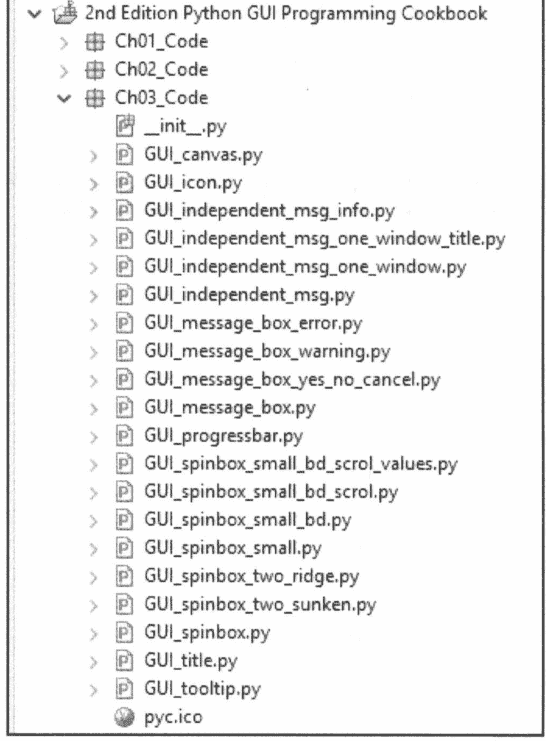 2nd Edition Python GUI Programming Cookbook
Ch01_Code
Ch02_Code
Ch03_Code
__init__.py
GUI_canvas.py
GUI_icon.py
GUI_independent_msg_info.py
GUI_independent_msg_one_window_title.py
GUI_independent_msg_one_window.py
GUI_independent_msg.py
GUI_message_box_error.py
GUI_message_box_warning.py
GUI_message_box_yes_no_cancel.py
GUI_message_box.py
GUI_progressbar.py
GUI_spinbox_small_bd_scrol_values.py
GUI_spinbox_small_bd_scrol.py
GUI_spinbox_small_bd.py
GUI_spinbox_small.py
GUI_spinbox_two_ridge.py
GUI_spinbox_two_sunken.py
GUI_spinbox.py
GUI_title.py
GUI_tooltip.py
pyc.ico